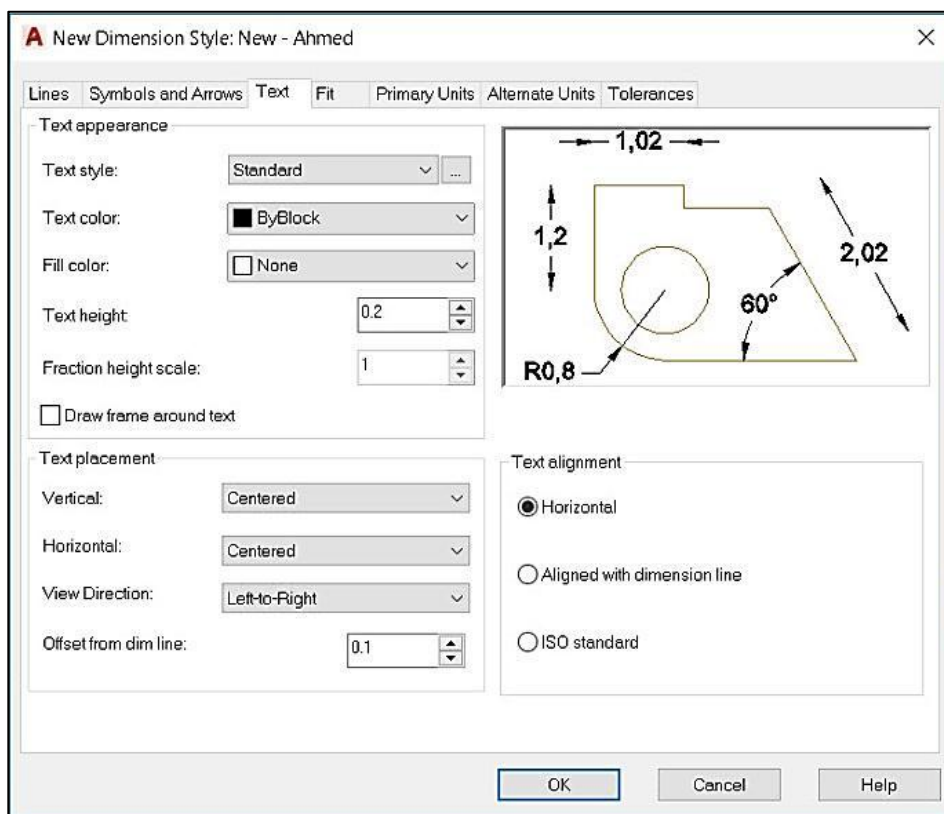 A New Dimension Style: New - Ahmed
Lines Symbols and Arrows Text Fit Primary Units Alternate Units Tolerances
Text appearance
Text style: Standard ...
Text color: ByBlock
Fill color: None
Text height: 0.2
Fraction height scale: 1
Draw frame around text
1,02
1,2
2,02
60°
R0,8
Text placement
Vertical: Centered
Horizontal: Centered
View Direction: Left-to-Right
Offset from dim line: 0.1
Text alignment
Horizontal
Aligned with dimension line
ISO standard
OK Cancel Help